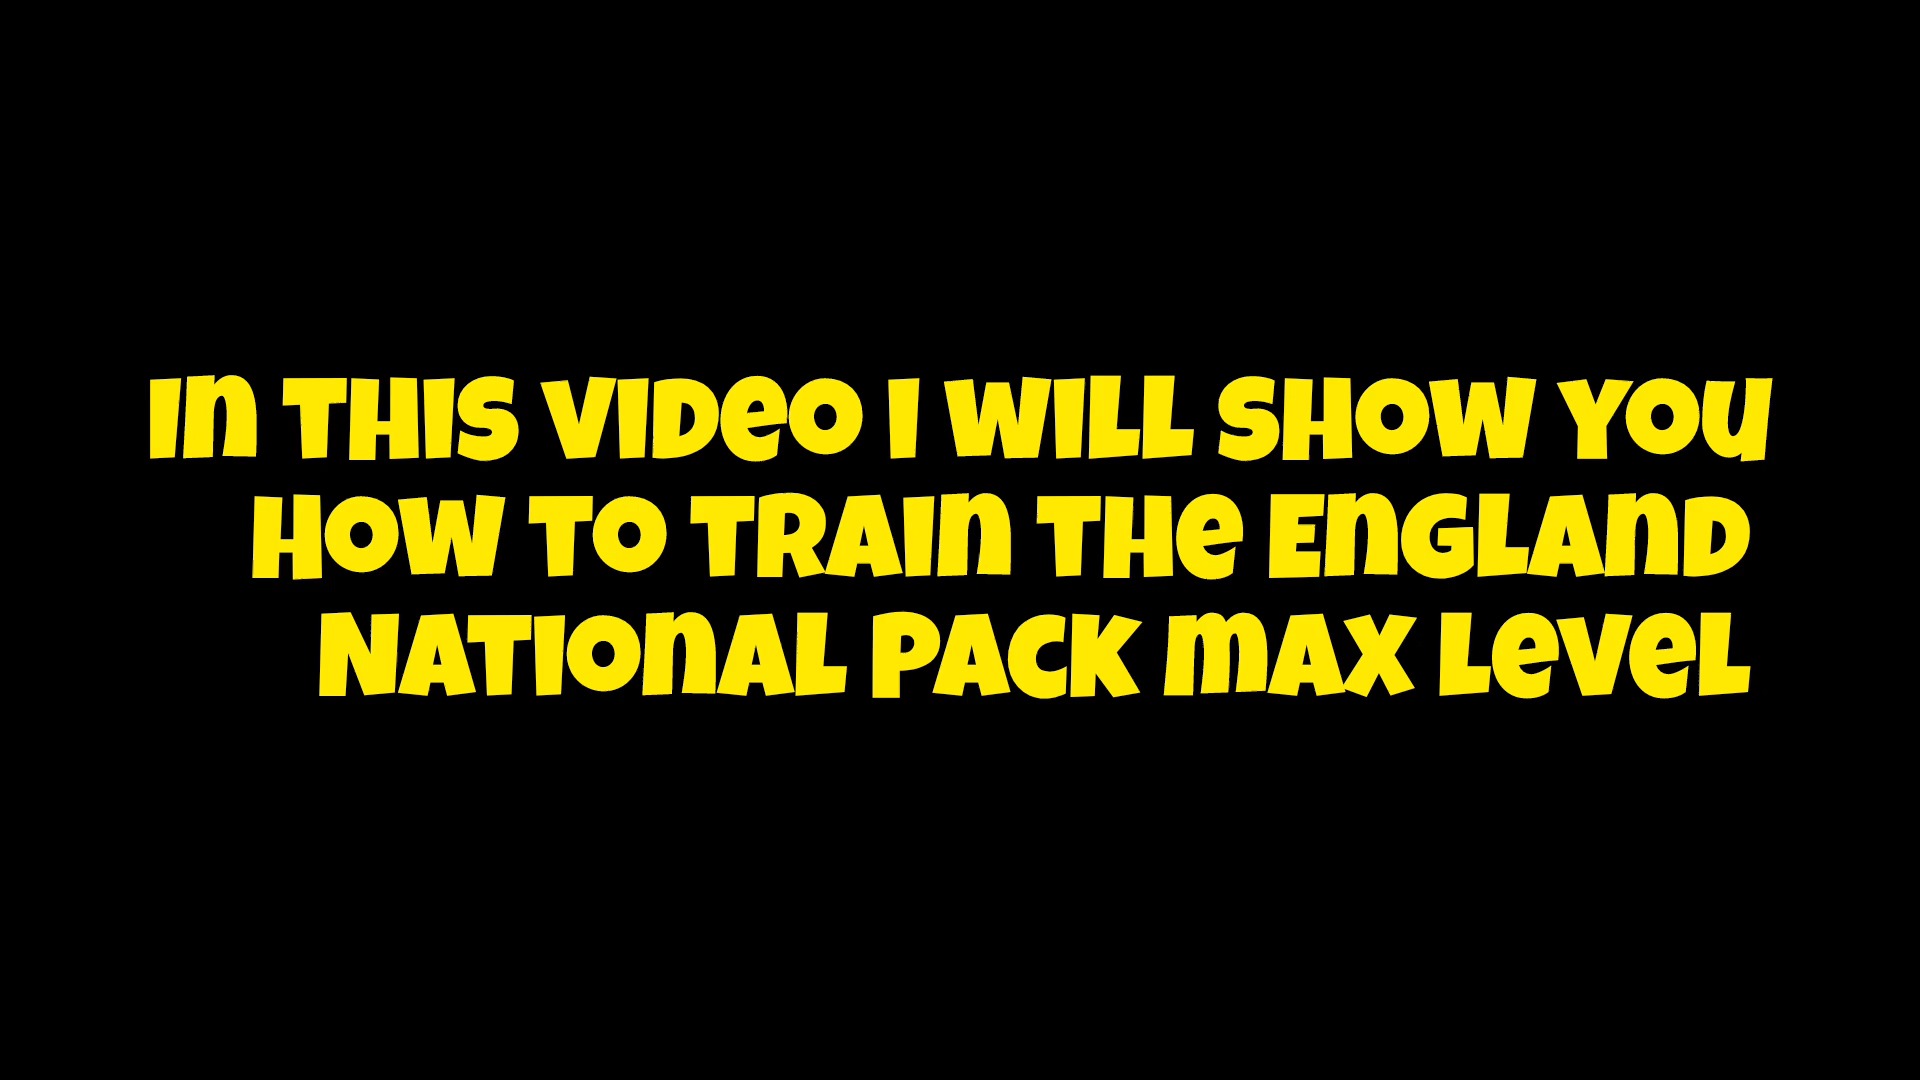 In this video I will show you
how to train the England
National pack max level